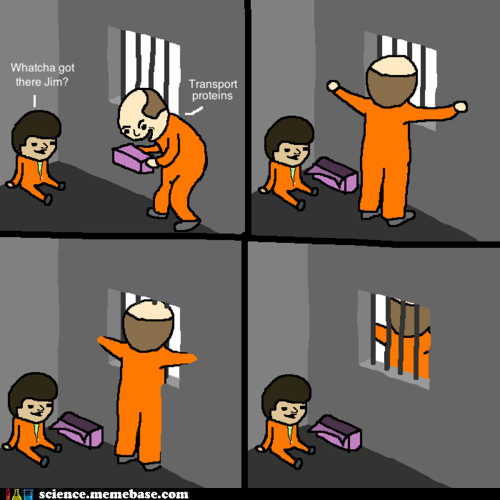 Whatcha got
there Jim?
Transport
proteins
science.memebase.com